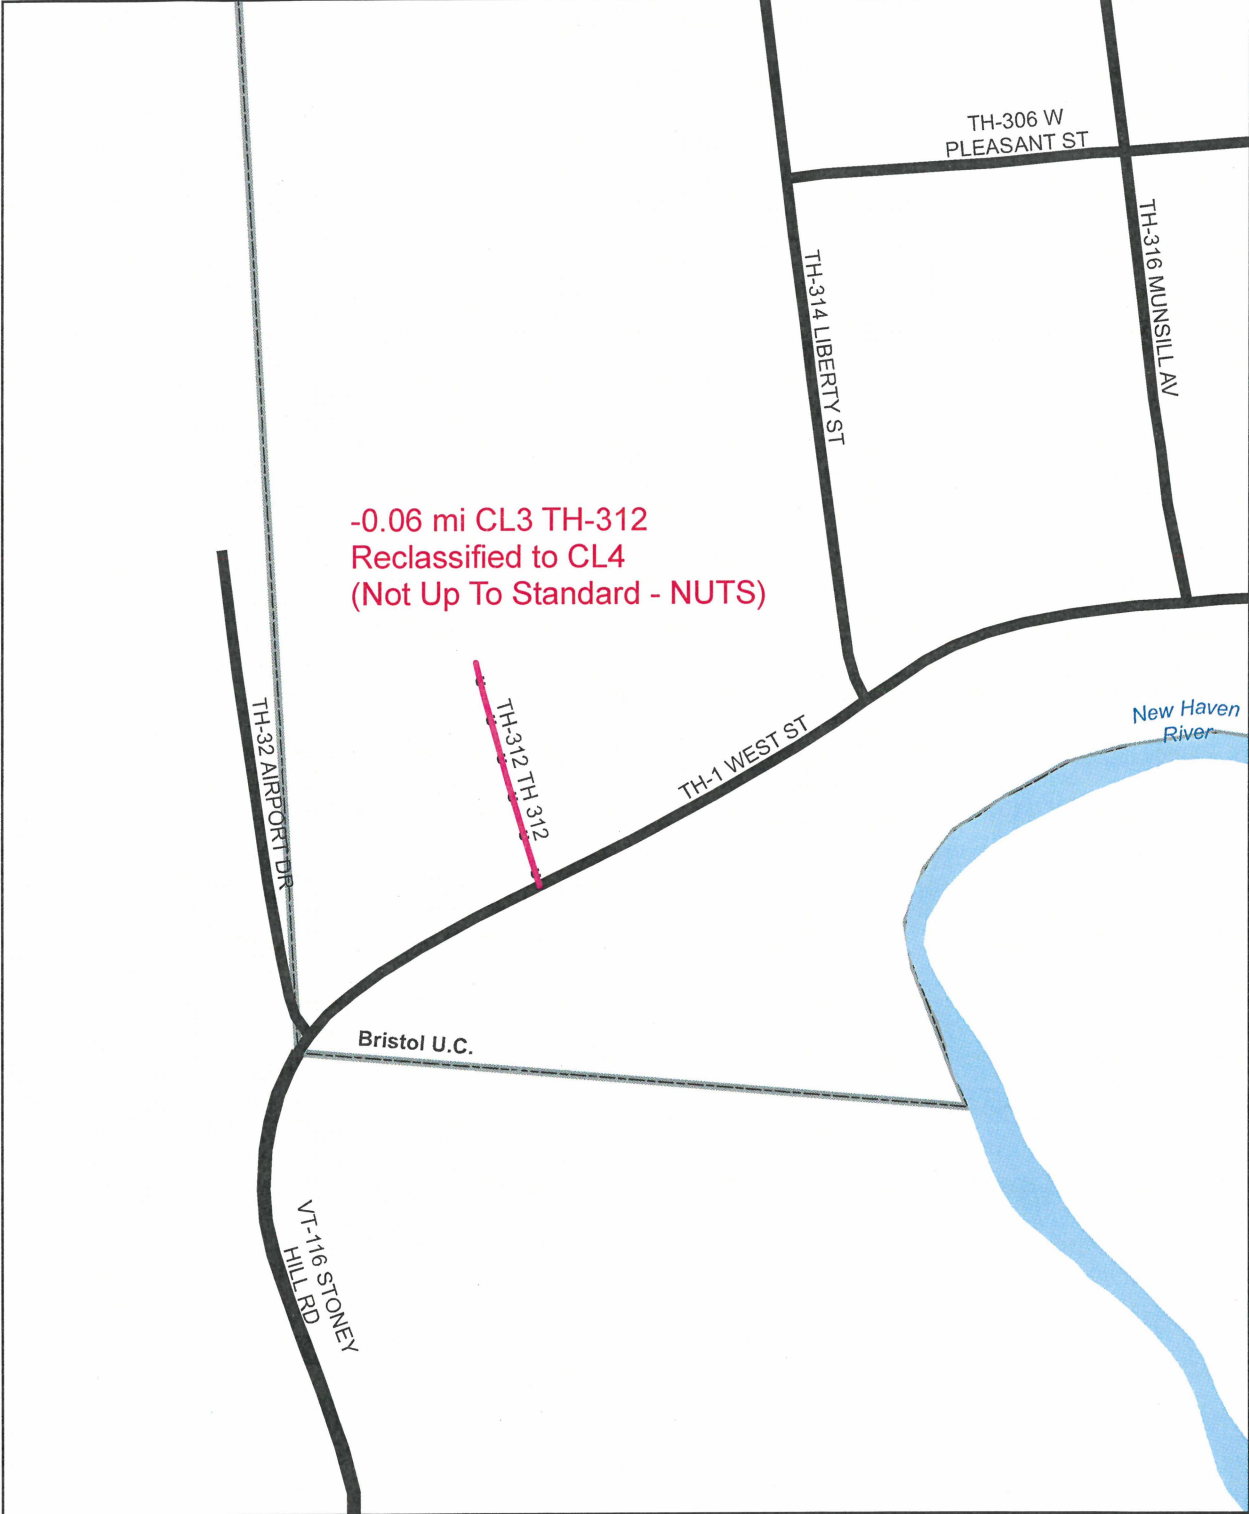 TH-306 W
PLEASANT ST
TH-316 MUNSILL AV
TH-314 LIBERTY ST
-0.06 mi CL3 TH-312
Reclassified to CL4
(Not Up To Standard - NUTS)
TH-32 AIRPORT DR
TH-312 TH 312
TH-1 WEST ST
New Haven
River
Bristol U.C.
VT-116 STONEY
HILL RD